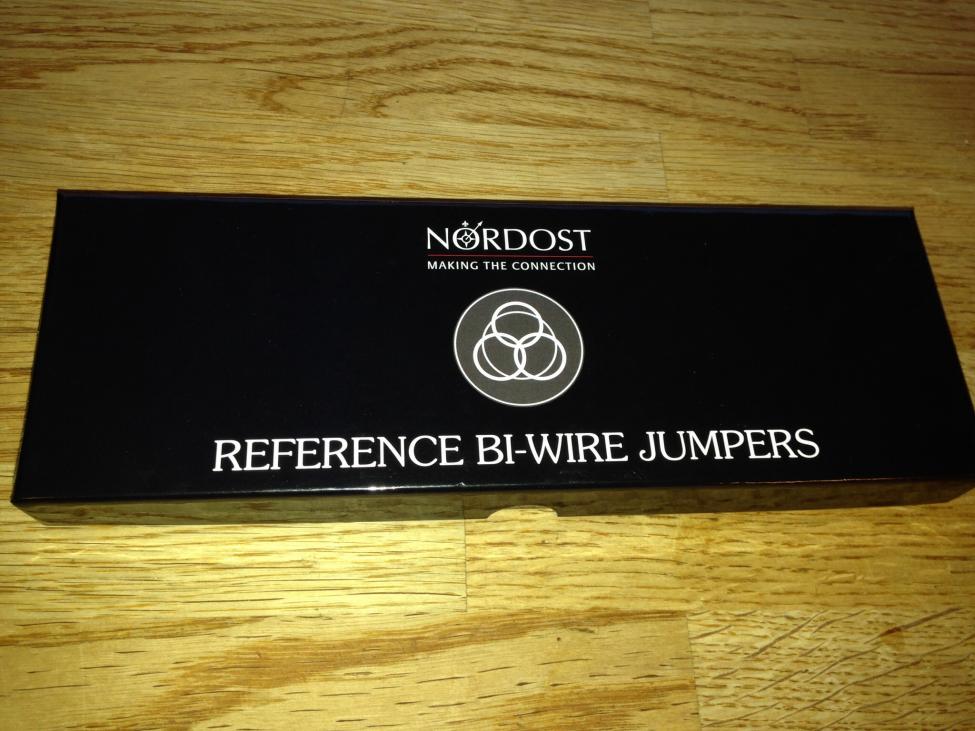 NORDOST
MAKING THE CONNECTION
REFERENCE BI-WIRE JUMPERS